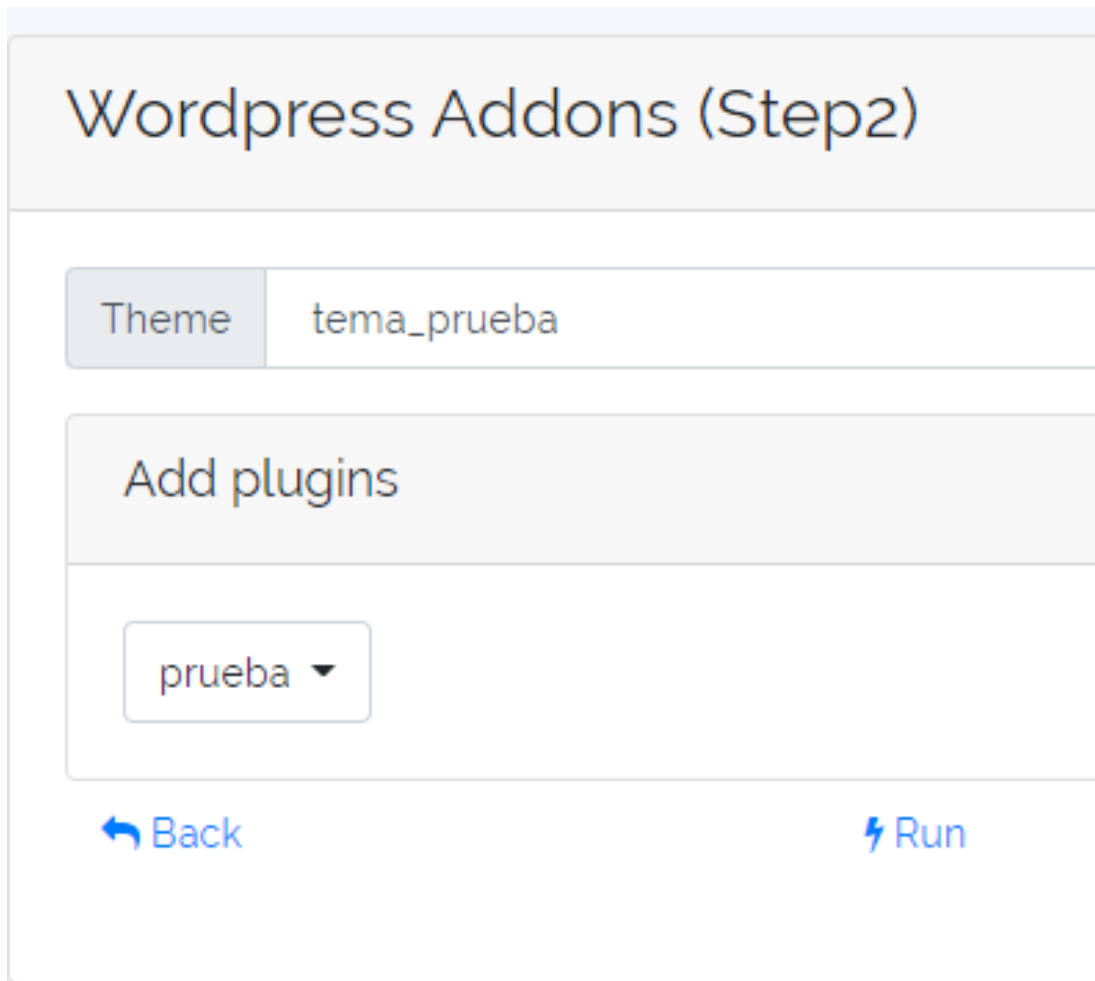 Wordpress Addons (Step2)
Theme tema_prueba
Add plugins
prueba
Back Run